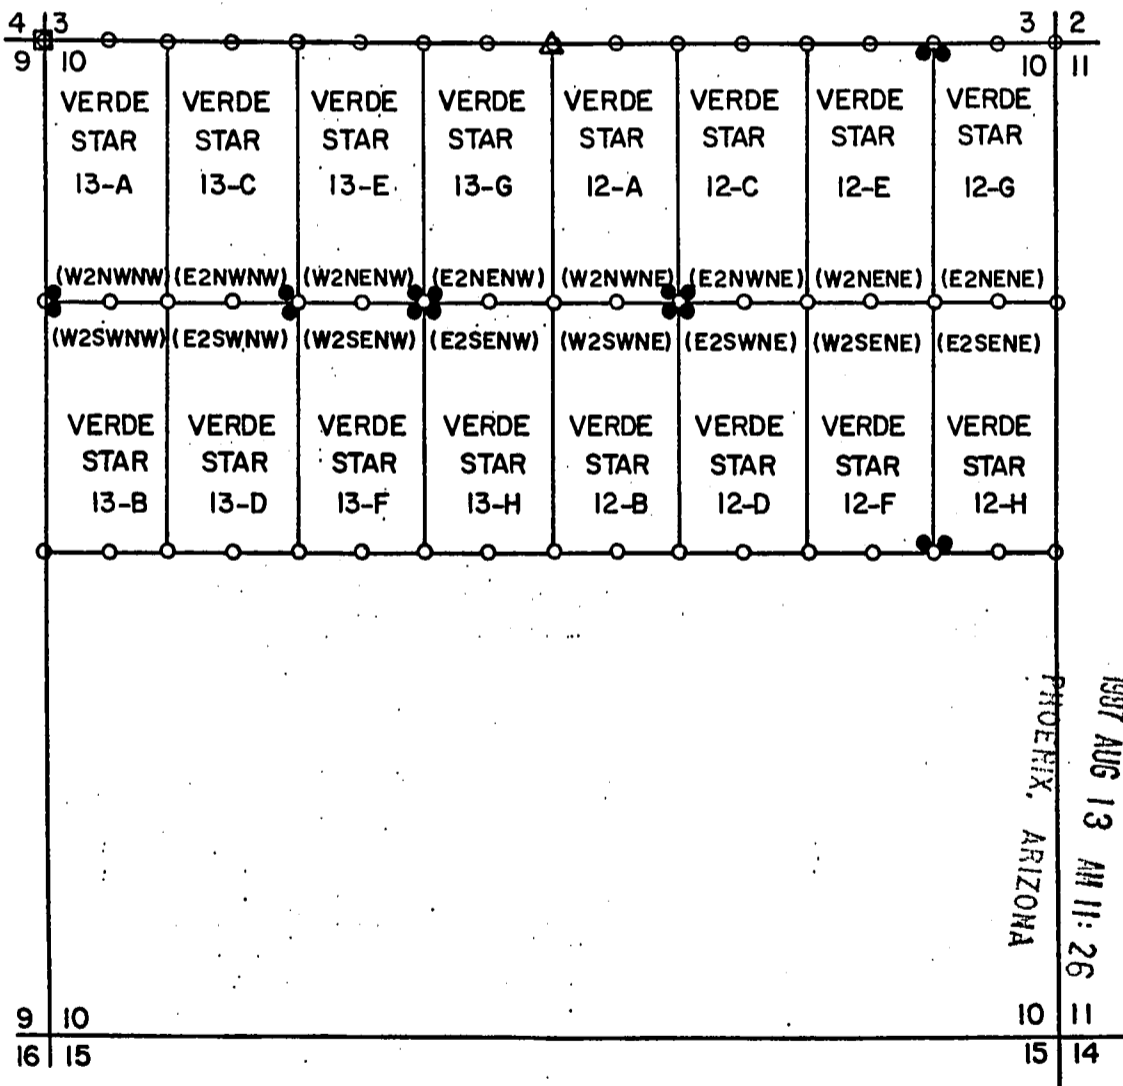 4 3 3 2
9 10 10 11
VERDE VERDE VERDE VERDE VERDE VERDE VERDE VERDE
STAR STAR STAR STAR STAR STAR STAR STAR
13-A 13-C 13-E 13-G 12-A 12-C 12-E 12-G
(W2NWNW) (E2NWNW) (W2NENW) (E2NENW) (W2NWNE) (E2NWNE) (W2NENE) (E2NENE)
(W2SWNW) (E2SWNW) (W2SENW) (E2SENW) (W2SWNE) (E2SWNE) (W2SENE) (E2SENE)
VERDE VERDE VERDE VERDE VERDE VERDE VERDE VERDE
STAR STAR STAR STAR STAR STAR STAR STAR
13-B 13-D 13-F 13-H 12-B 12-D 12-F 12-H
AUG 13 AM 11:26
PHOENIX, ARIZONA
9 10 10 11
16 15 15 14